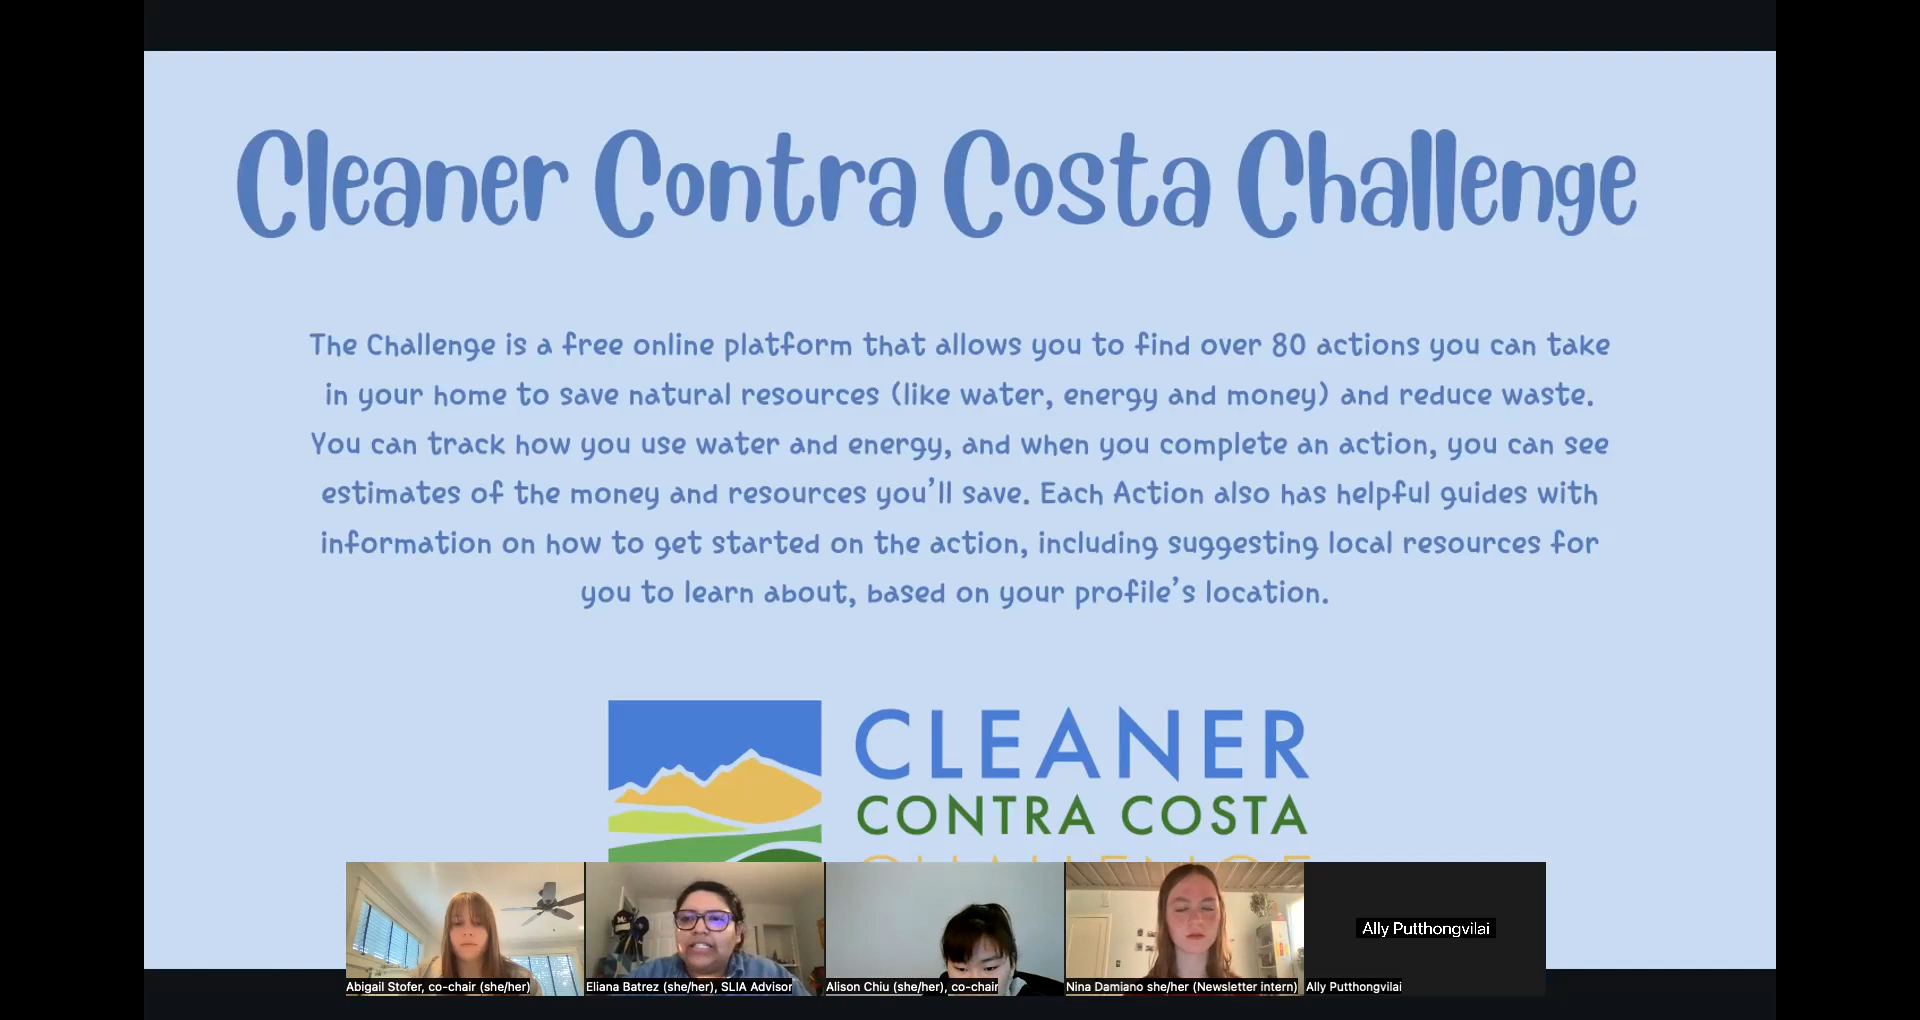 Cleaner Contra Costa Challenge
The Challenge is a free online platform that allows you to find over 80 actions you can take
in your home to save natural resources (like water, energy and money) and reduce waste.
You can track how you use water and energy, and when you complete an action, you can see
estimates of the money and resources you'll save. Each Action also has helpful guides with
information on how to get started on the action, including suggesting local resources for
you to learn about, based on your profile's location.
CLEANER
CONTRA COSTA
CHALLENGE
Ally Putthongvilai
Abigail Stofer, co-chair (she/her)
Eliana Batrez (she/her), SLIA Advisor
Alison Chiu (she/her), co-chair
Nina Damiano she/her (Newsletter intern)
Ally Putthongvilai